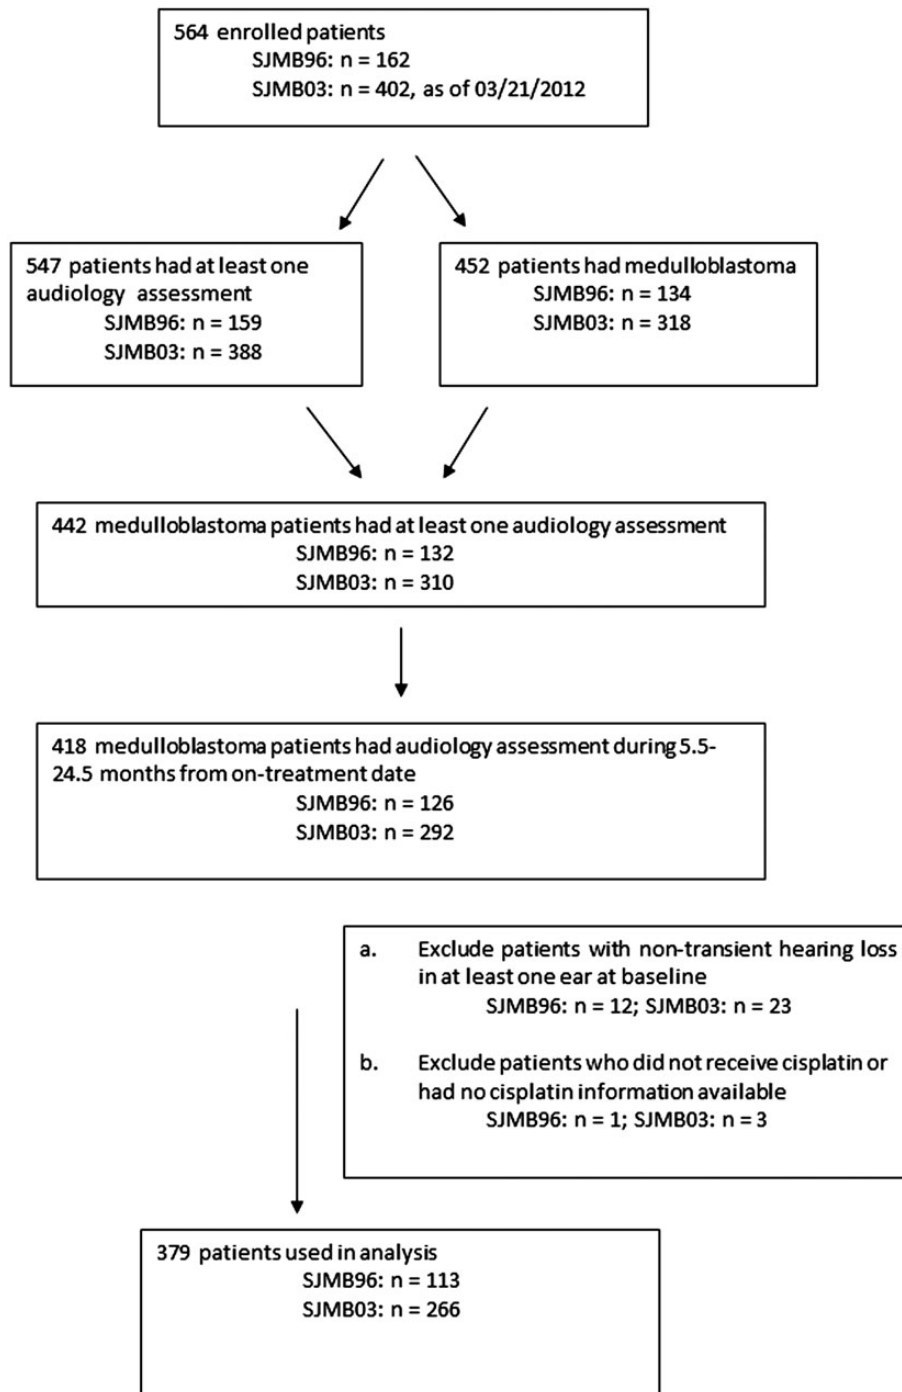 564 enrolled patients
SJMB96: n = 162
SJMB03: n = 402, as of 03/21/2012
547 patients had at least one
audiology assessment
SJMB96: n = 159
SJMB03: n = 388
452 patients had medulloblastoma
SJMB96: n = 134
SJMB03: n = 318
442 medulloblastoma patients had at least one audiology assessment
SJMB96: n = 132
SJMB03: n = 310
418 medulloblastoma patients had audiology assessment during 5.5-
24.5 months from on-treatment date
SJMB96: n = 126
SJMB03: n = 292
a. Exclude patients with non-transient hearing loss
in at least one ear at baseline
SJMB96: n = 12; SJMB03: n = 23
b. Exclude patients who did not receive cisplatin or
had no cisplatin information available
SJMB96: n = 1; SJMB03: n = 3
379 patients used in analysis
SJMB96: n = 113
SJMB03: n = 266